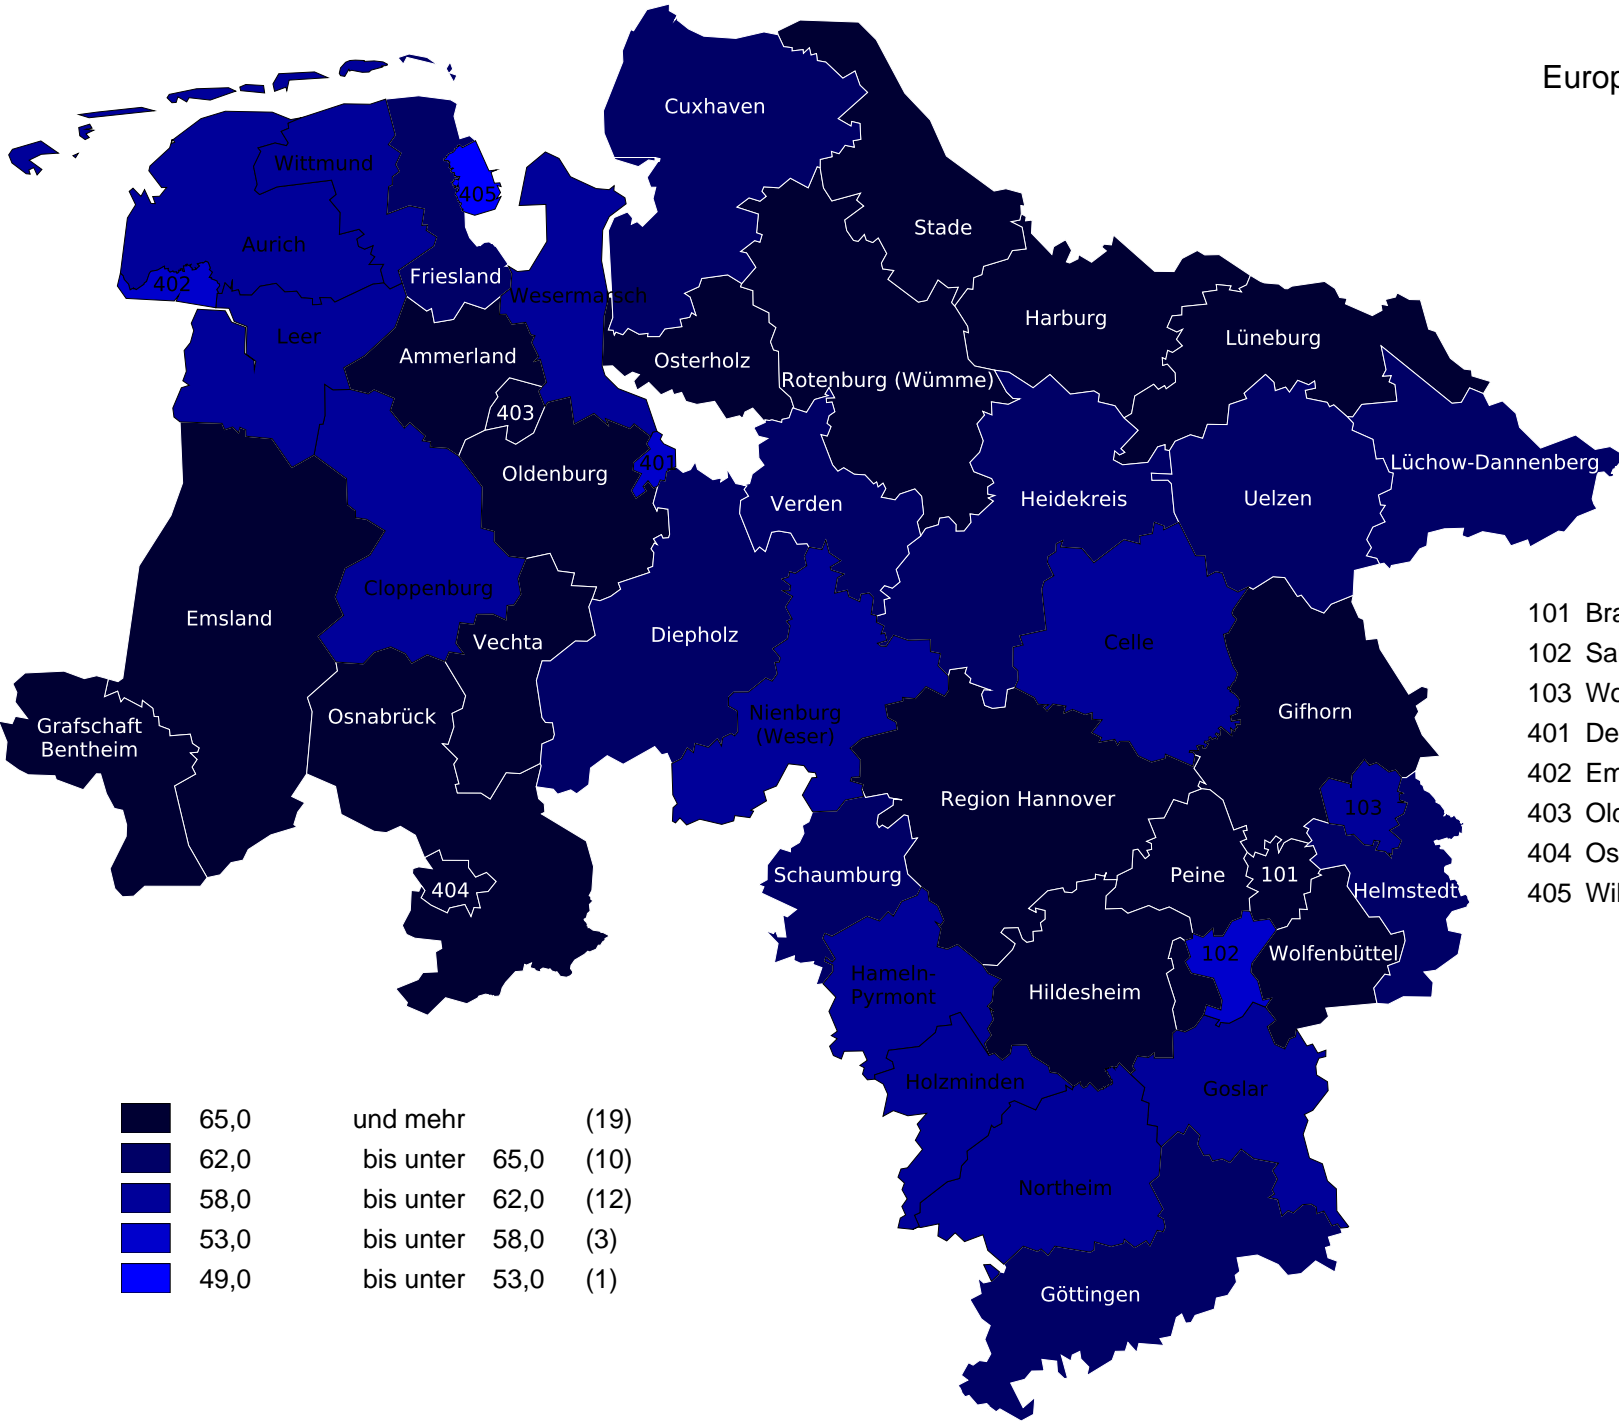 Europ
Cuxhaven
Wittmund
405
Stade
Aurich
Friesland
402
Wesermarsch
Harburg
Leer
Lüneburg
Ammerland
Osterholz
Rotenburg (Wümme)
403
Oldenburg
401
Lüchow-Dannenberg
Verden
Heidekreis
Uelzen
Cloppenburg
Emsland
Vechta
Diepholz
Celle
Grafschaft
Bentheim
Osnabrück
Nienburg
(Weser)
Gifhorn
Region Hannover
103
Schaumburg
Peine
101
Helmstedt
404
102
Wolfenbüttel
Hameln-
Pyrmont
Hildesheim
Holzminden
Goslar
Northeim
Göttingen
101 Bra
102 Sa
103 Wo
401 De
402 Em
403 Old
404 Os
405 Wil
65,0 und mehr (19)
62,0 bis unter 65,0 (10)
58,0 bis unter 62,0 (12)
53,0 bis unter 58,0 (3)
49,0 bis unter 53,0 (1)